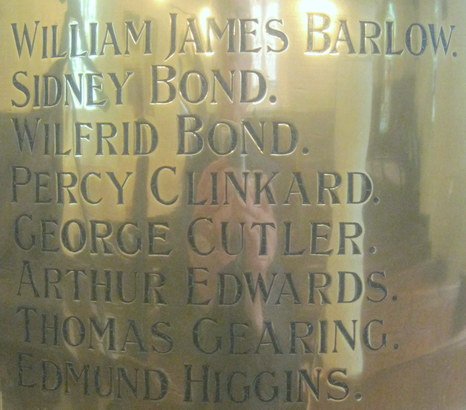 WILLIAM JAMES BARLOW.
SIDNEY BOND.
WILFRID BOND.
PERCY CLINKARD.
GEORGE CUTLER.
ARTHUR EDWARDS.
THOMAS GEARING.
EDMUND HIGGINS.